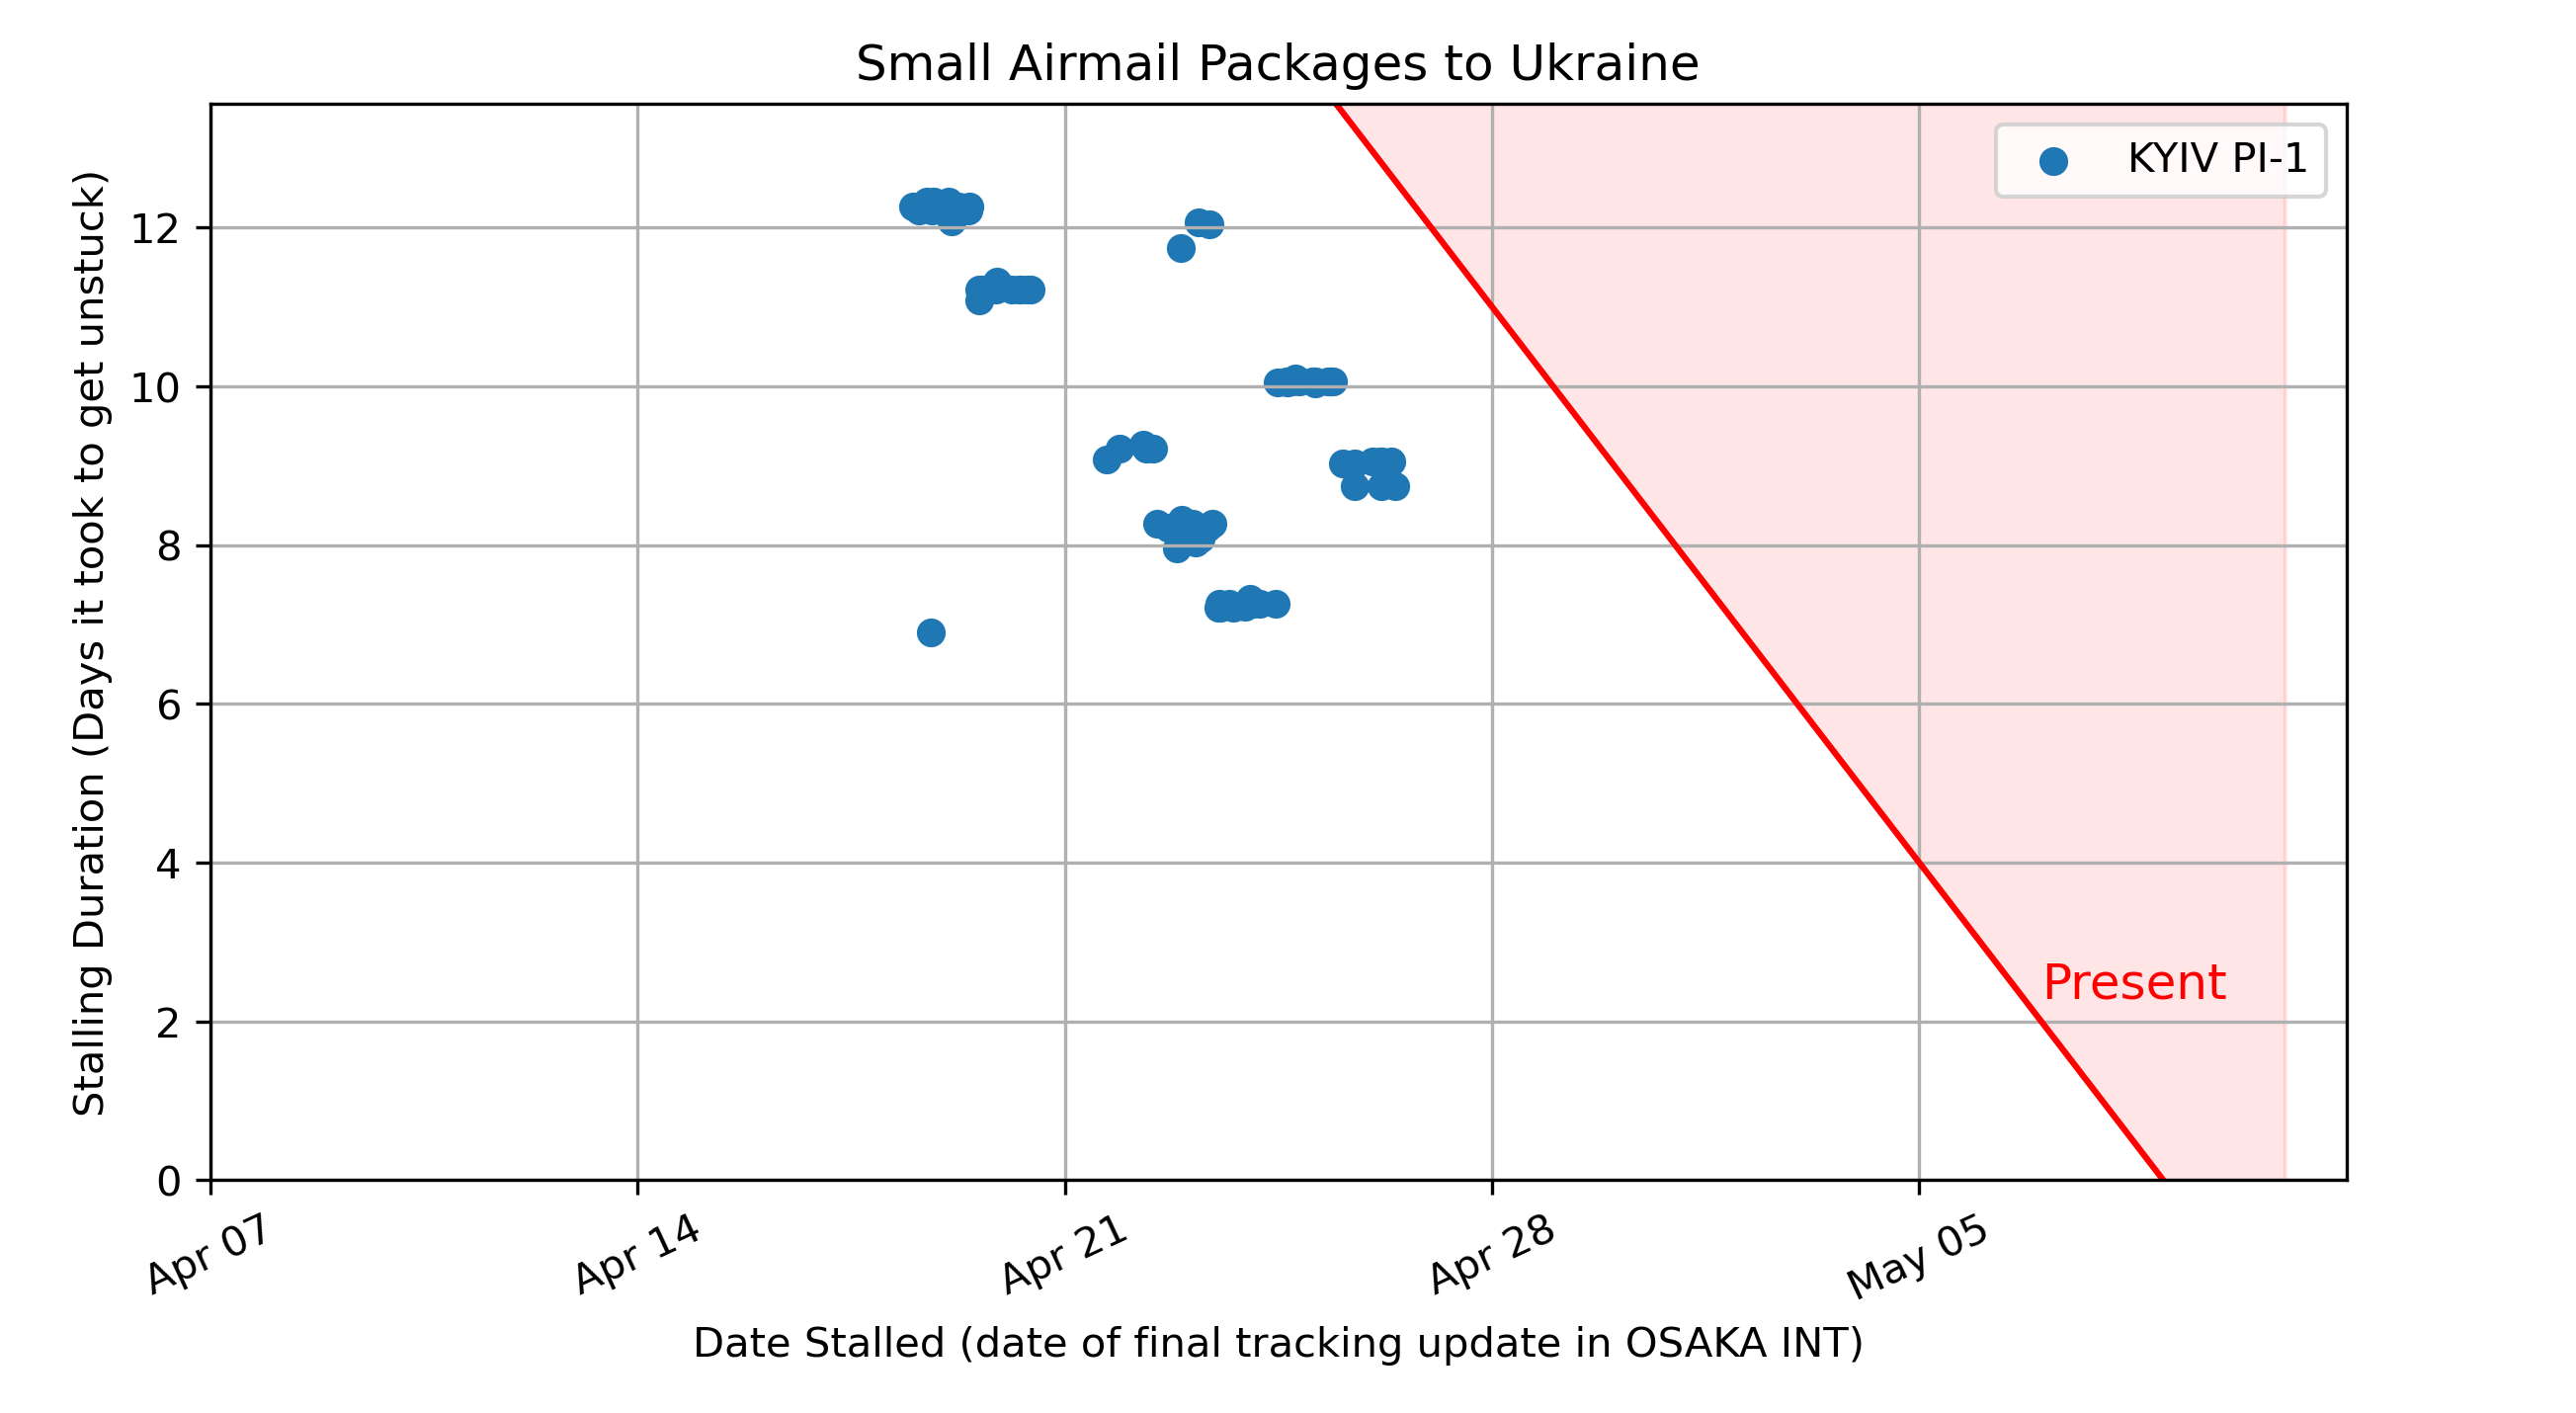 Small Airmail Packages to Ukraine
KYIV PI-1
Stalling Duration (Days it took to get unstuck)
12
10
8
6
4
2
0
Present
Apr 07
Apr 14
Apr 21
Apr 28
May 05
Date Stalled (date of final tracking update in OSAKA INT)